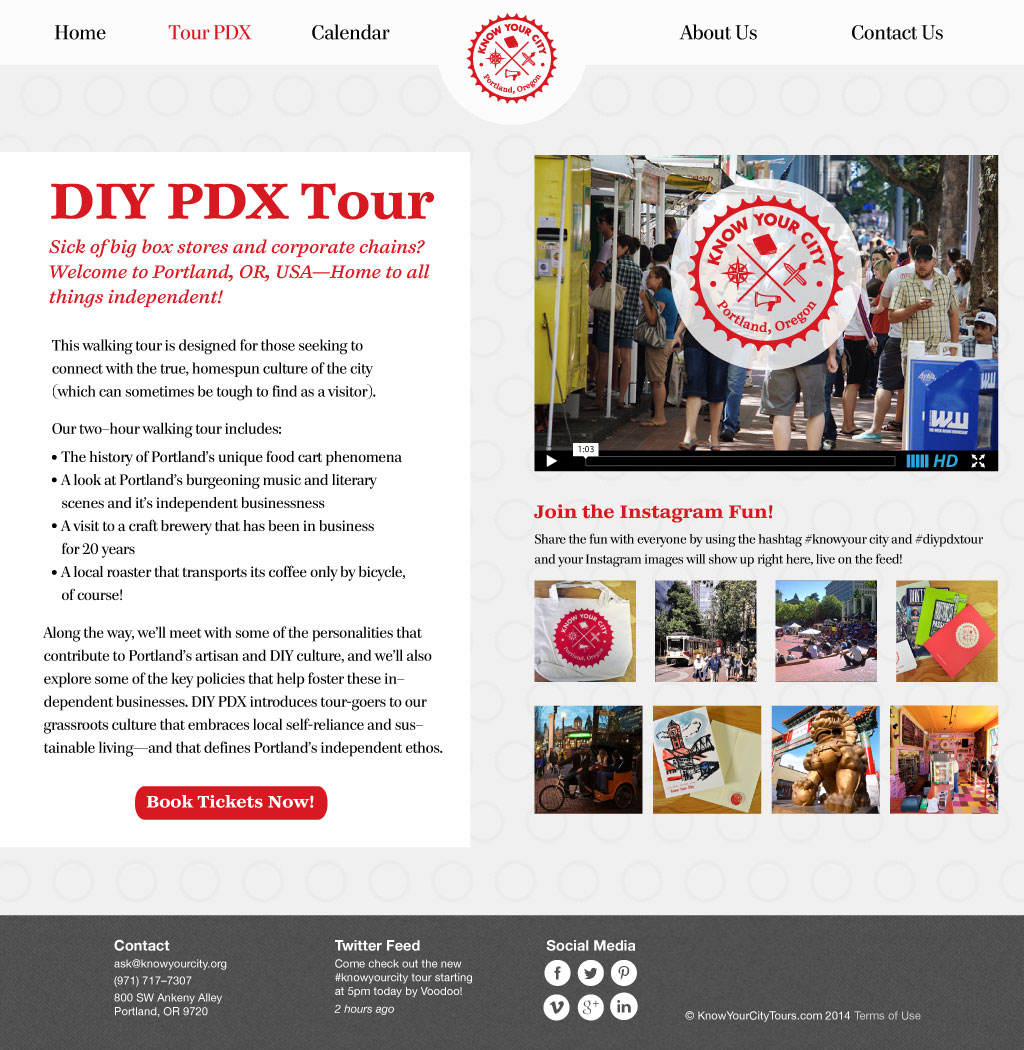 Home
Tour PDX
Calendar
KNOW YOUR CITY
Portland, Oregon
About Us
Contact Us
DIY PDX Tour
Sick of big box stores and corporate chains?
Welcome to Portland, OR, USA—Home to all
things independent!
This walking tour is designed for those seeking to
connect with the true, homespun culture of the city
(which can sometimes be tough to find as a visitor).
Our two–hour walking tour includes:
• The history of Portland's unique food cart phenomena
• A look at Portland's burgeoning music and literary
scenes and it's independent businessness
• A visit to a craft brewery that has been in business
for 20 years
• A local roaster that transports its coffee only by bicycle,
of course!
Along the way, we'll meet with some of the personalities that
contribute to Portland's artisan and DIY culture, and we'll also
explore some of the key policies that help foster these in–
dependent businesses. DIY PDX introduces tour-goers to our
grassroots culture that embraces local self-reliance and sus–
tainable living—and that defines Portland's independent ethos.
Book Tickets Now!
KNOW YOUR CITY
Portland, Oregon
WW
1:03
HD
Join the Instagram Fun!
Share the fun with everyone by using the hashtag #knowyour city and #diypdxtour
and your Instagram images will show up right here, live on the feed!
KNOW YOUR CITY
Portland, Oregon
Contact
ask@knowyourcity.org
(971) 717–7307
800 SW Ankeny Alley
Portland, OR 9720
Twitter Feed
Come check out the new
#knowyourcity tour starting
at 5pm today by Voodoo!
2 hours ago
Social Media
© KnowYourCityTours.com 2014 Terms of Use